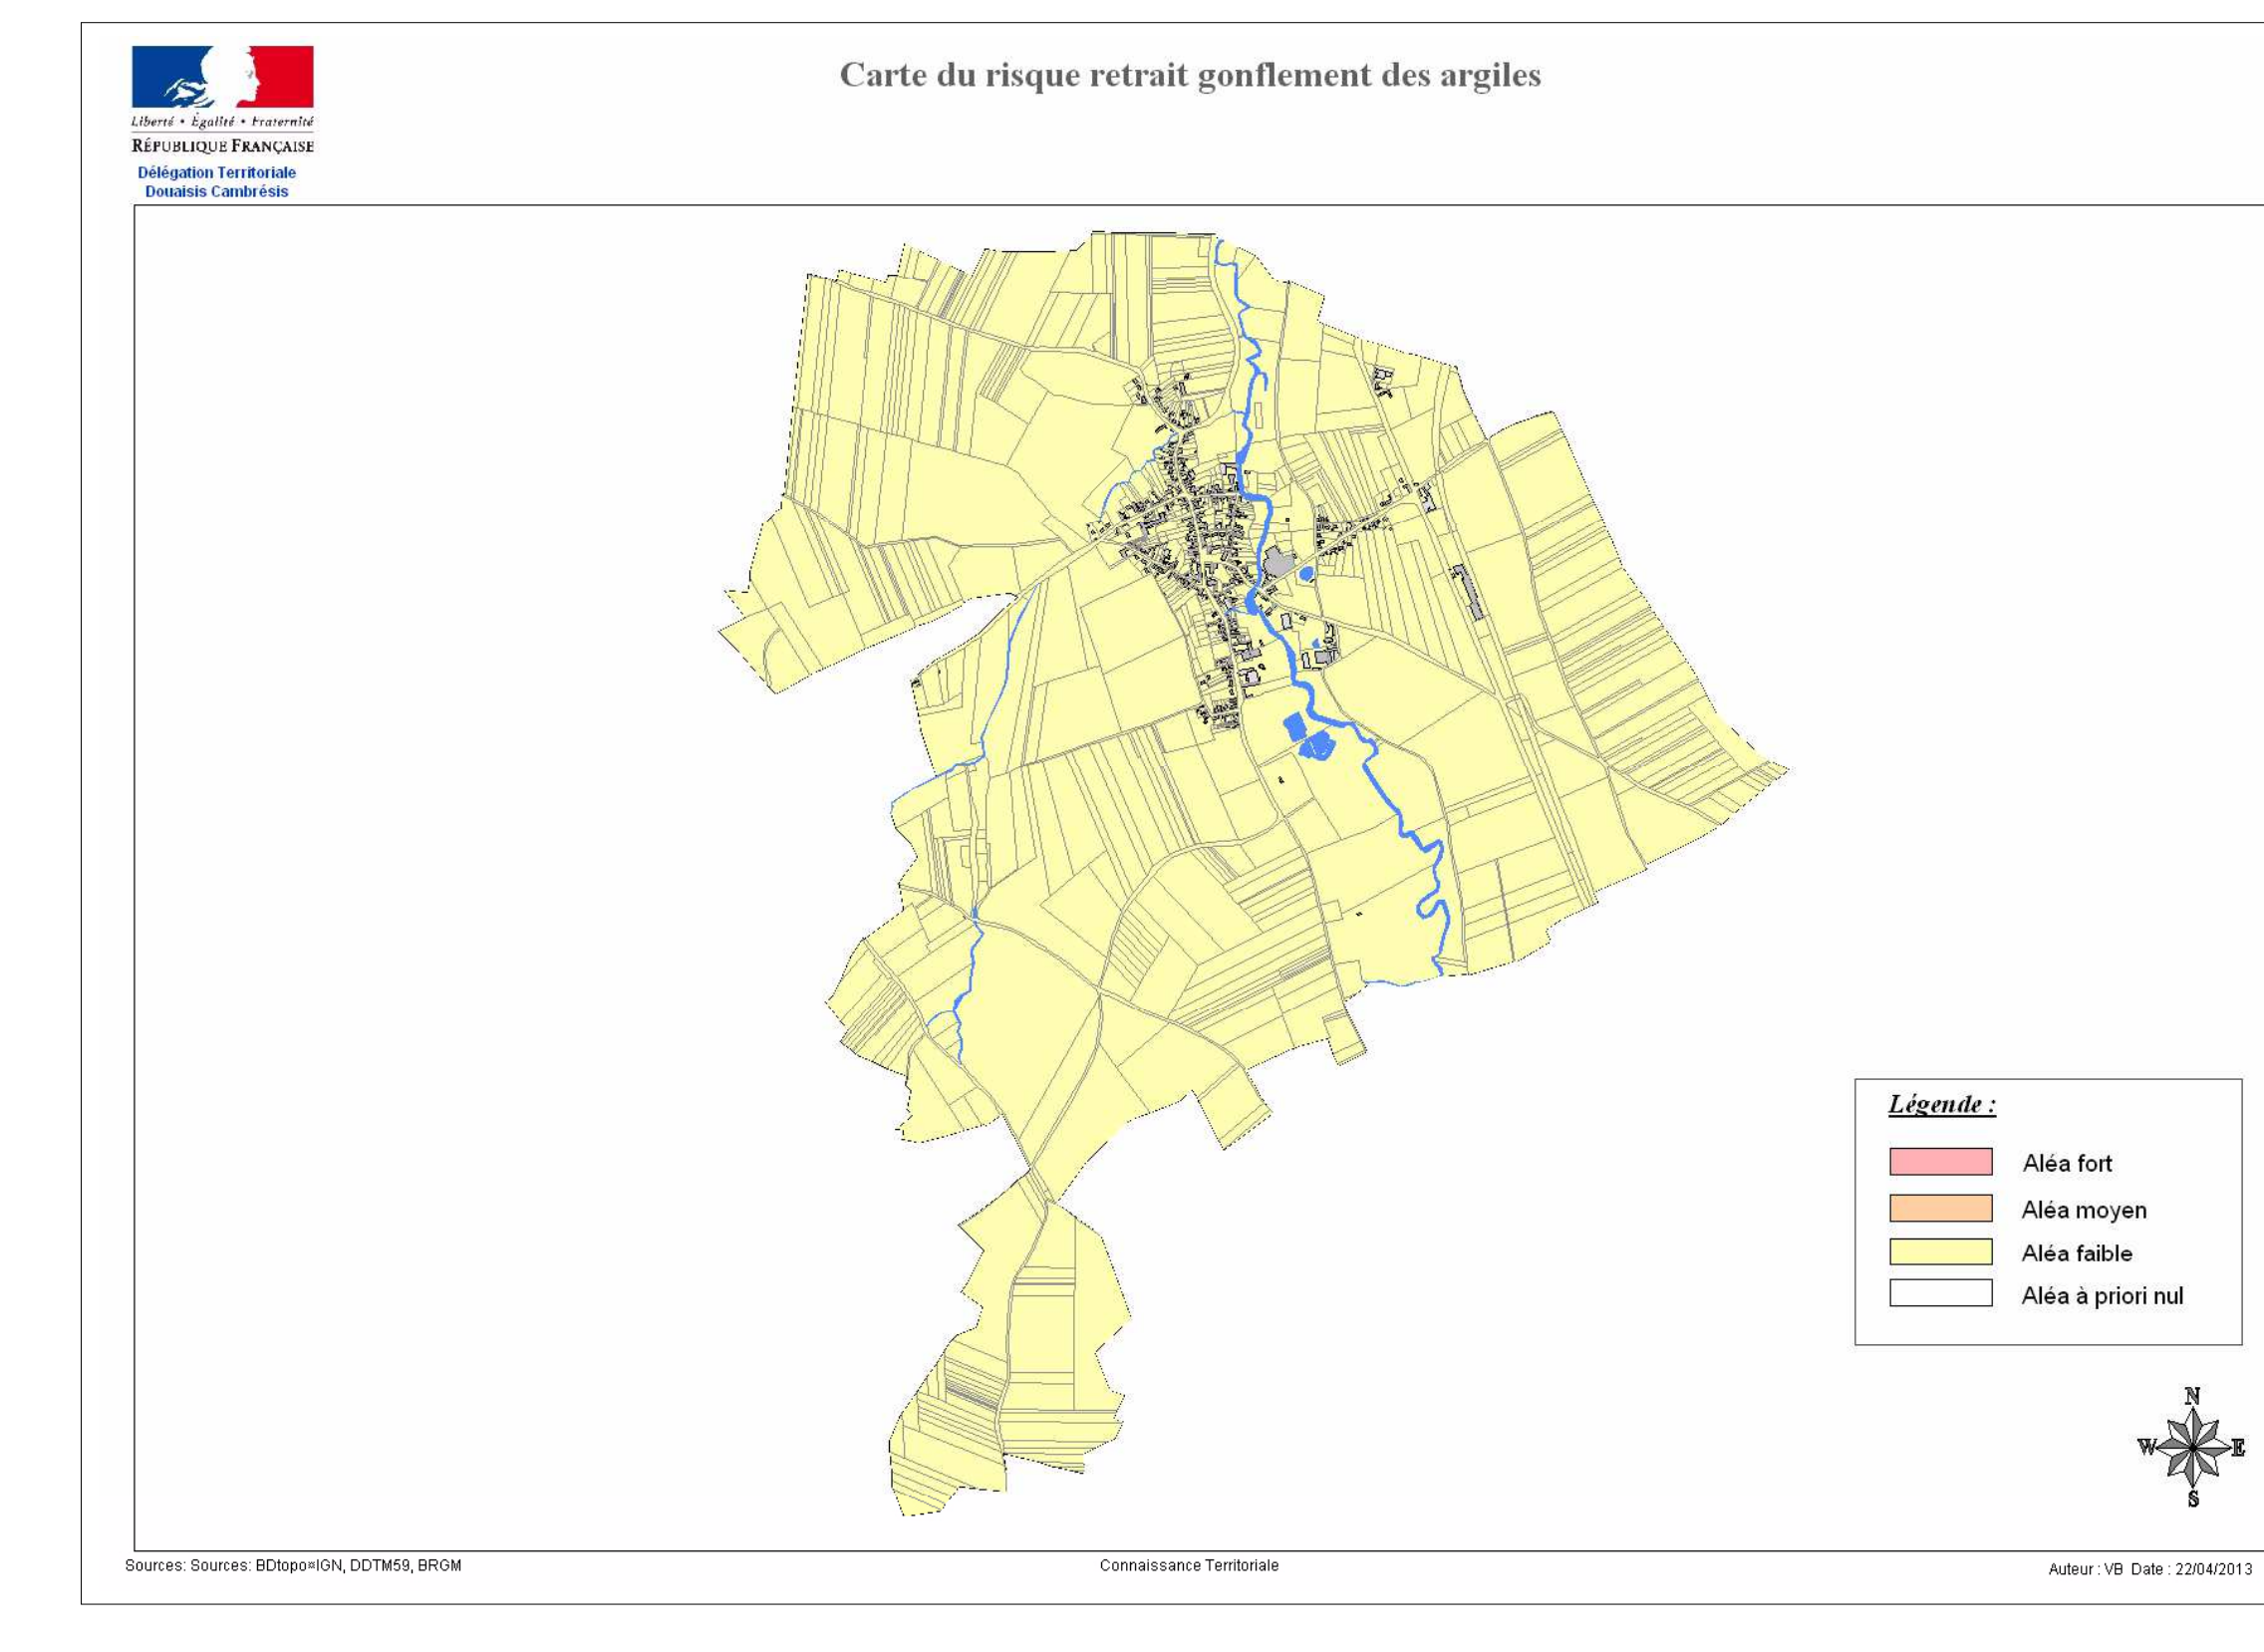 Carte du risque retrait gonflement des argiles
Liberté • Égalité • Fraternité
RÉPUBLIQUE FRANÇAISE
Délégation Territoriale
Douaisis Cambrésis
Légende :
Aléa fort
Aléa moyen
Aléa faible
Aléa à priori nul
N
W E
S
Sources: Sources: BDtopo¤IGN, DDTM59, BRGM
Connaissance Territoriale
Auteur : VB Date : 22/04/2013